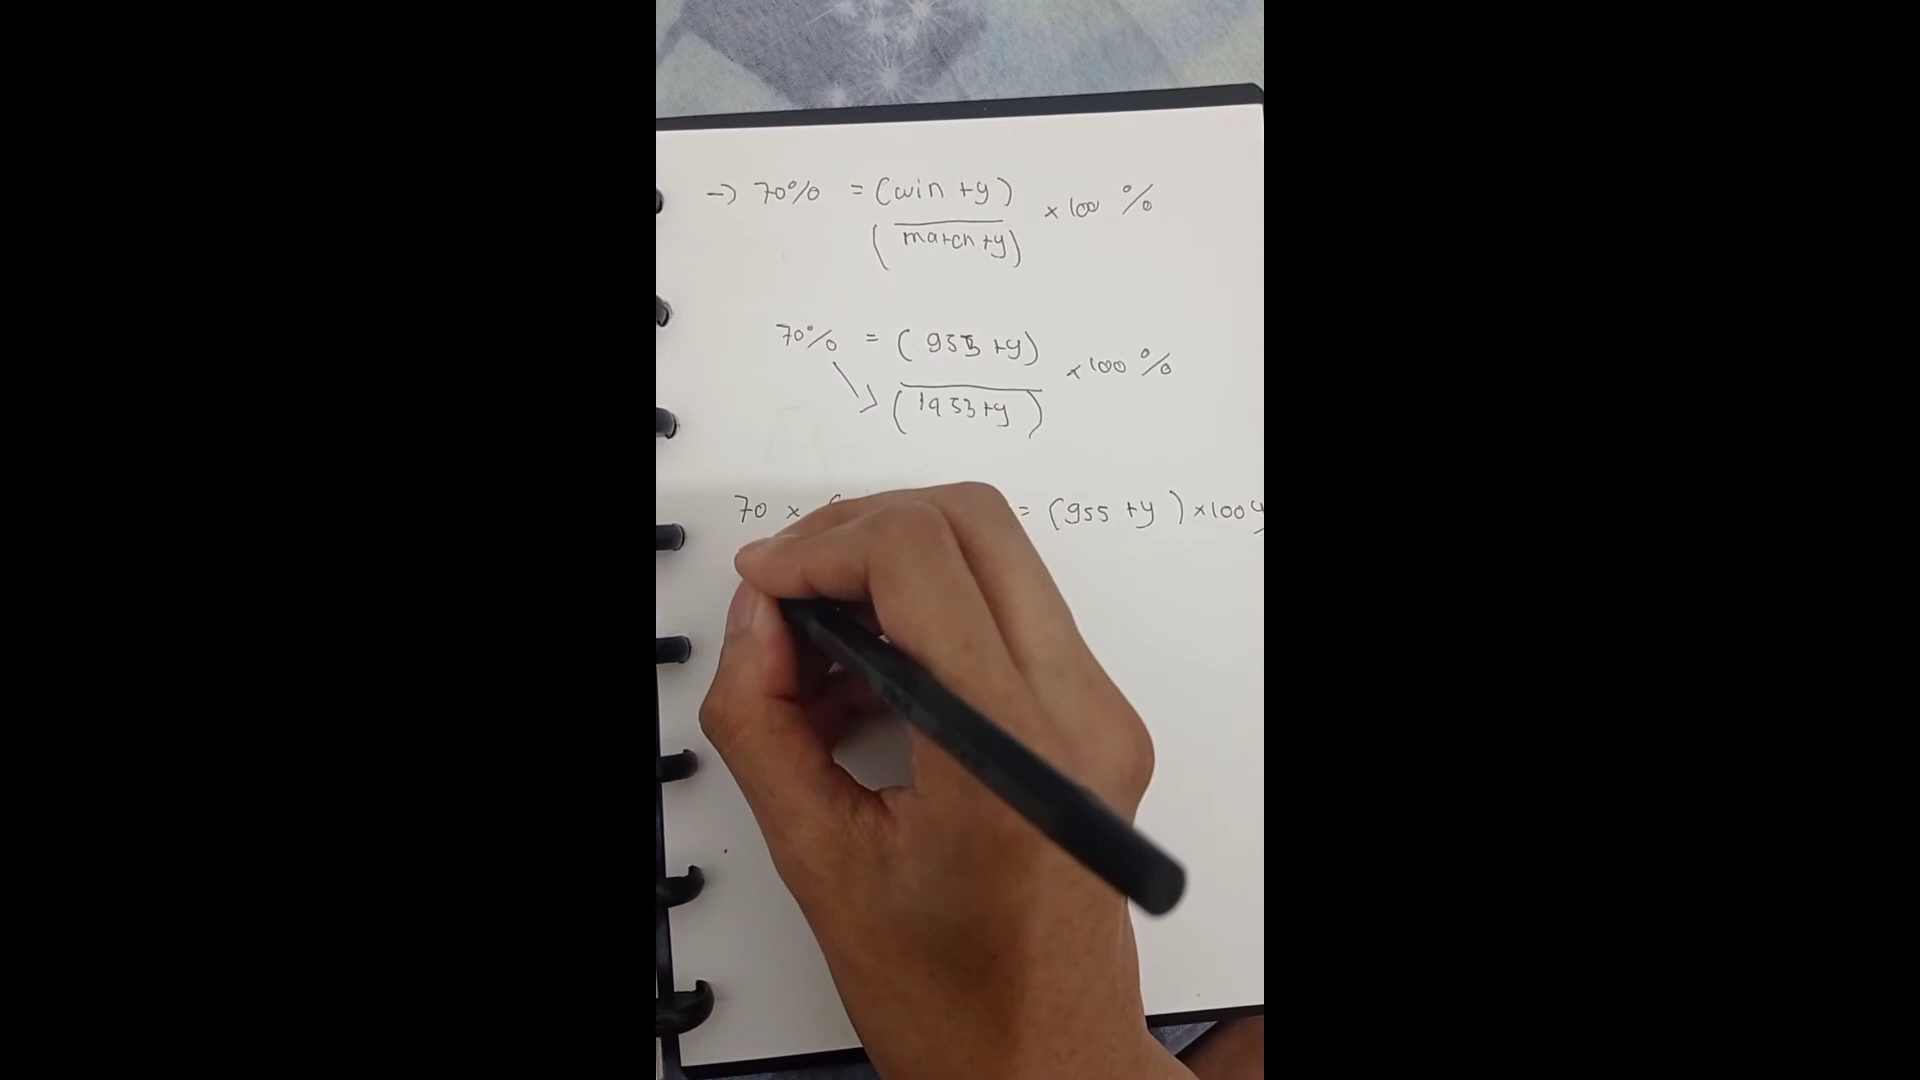 → 70% = (win + y)
(match + y) × 100 %
70% = (955 + y)
(1953 + y) × 100 %
70 × ( = (955 + y) × 100